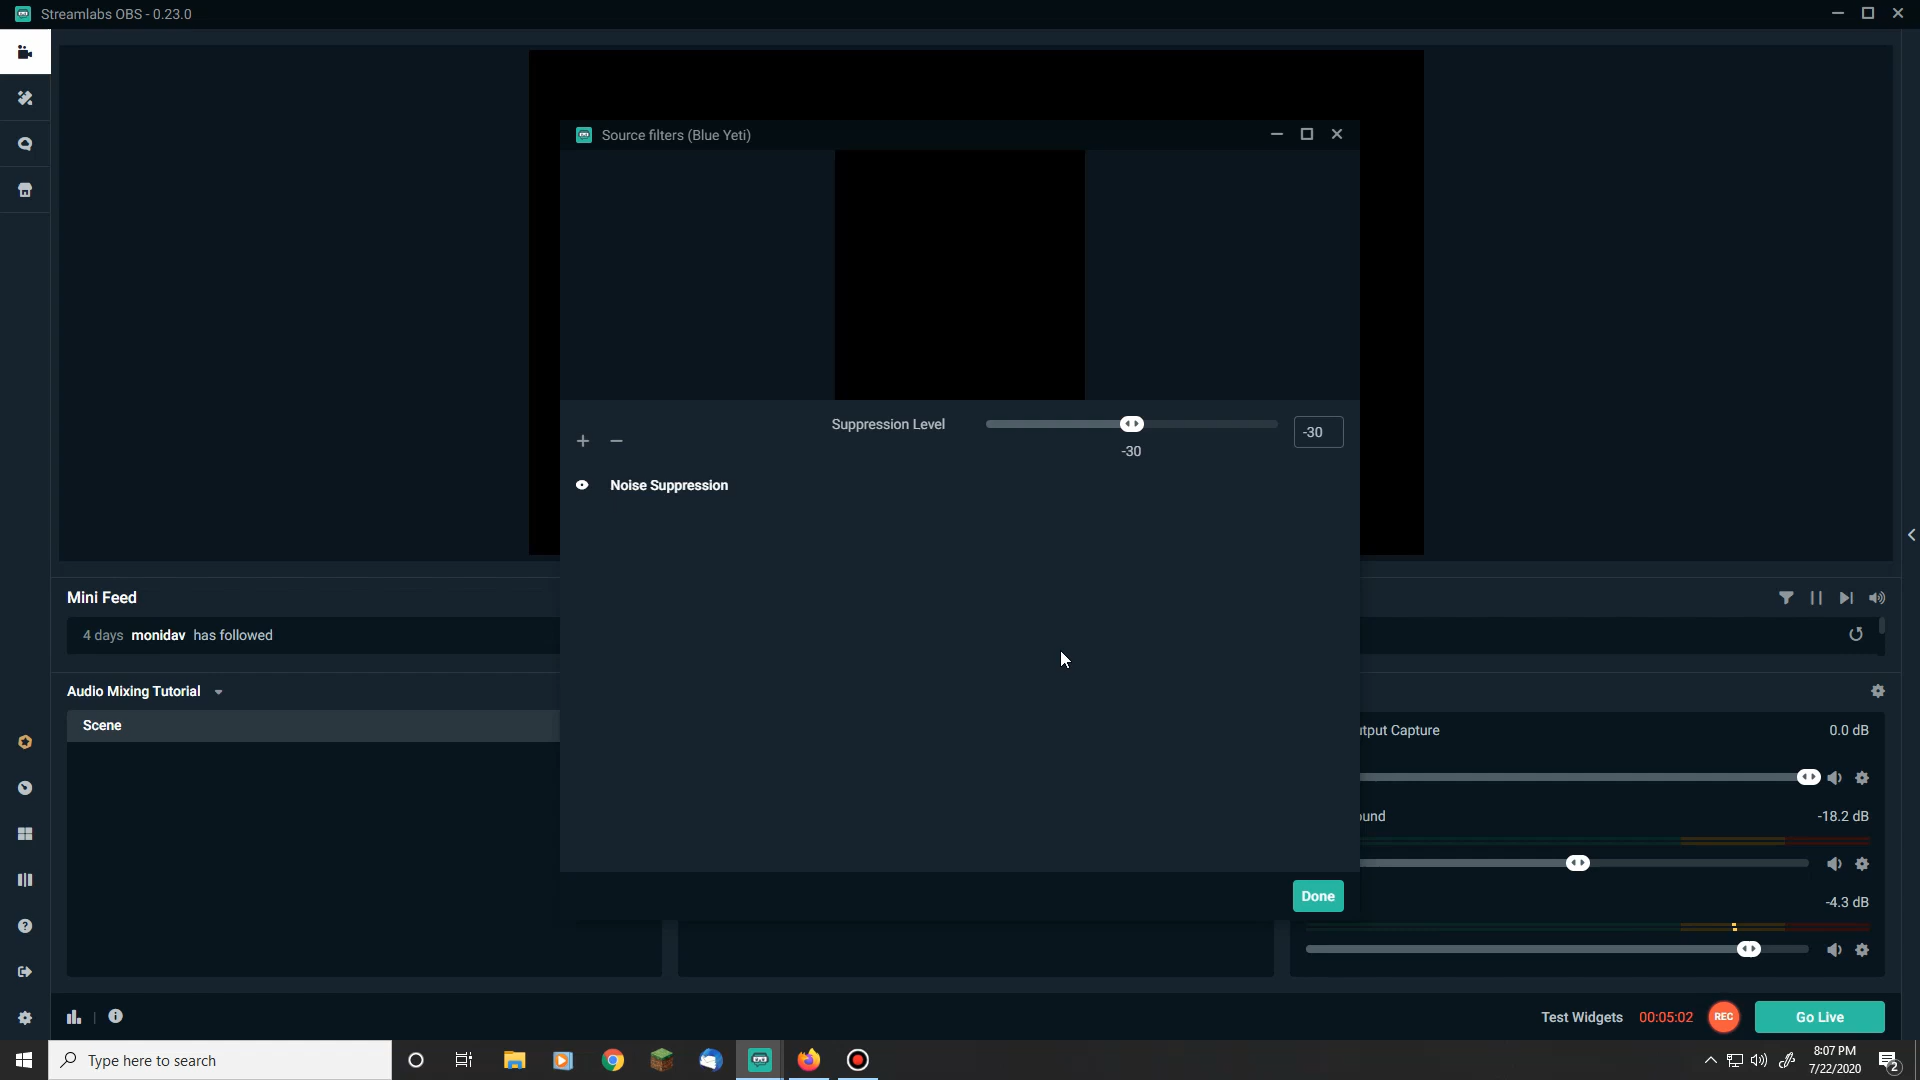 Streamlabs OBS - 0.23.0
Source filters (Blue Yeti)
Suppression Level
-30
-30
Noise Suppression
Mini Feed
4 days monidav has followed
Audio Mixing Tutorial
Scene
tput Capture
0.0 dB
und
-18.2 dB
-4.3 dB
Done
Test Widgets
00:05:02
REC
Go Live
Type here to search
8:07 PM
7/22/2020
2